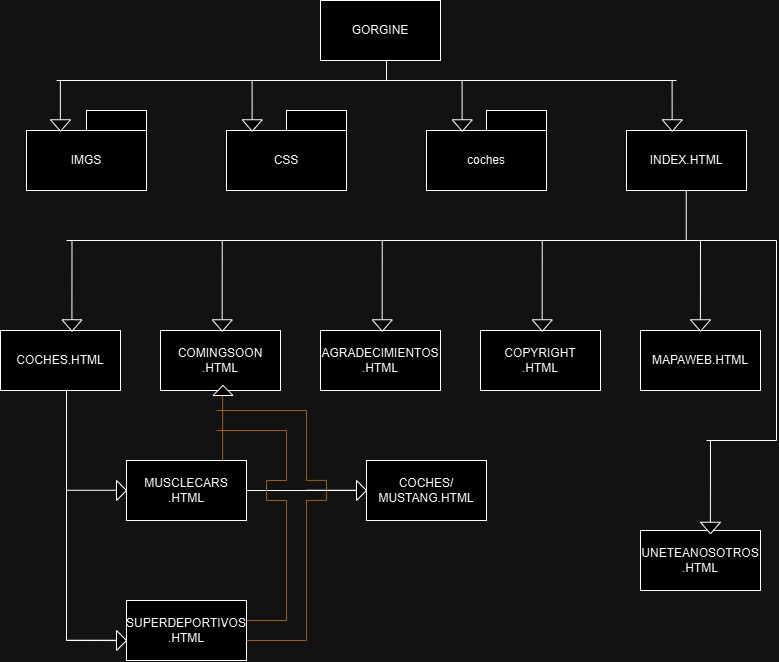 GORGINE
IMGS
CSS
coches
INDEX.HTML
COCHES.HTML
COMINGSOON
.HTML
AGRADECIMIENTOS
.HTML
COPYRIGHT
.HTML
MAPAWEB.HTML
MUSCLECARS
.HTML
COCHES/
MUSTANG.HTML
UNETEANOSOTROS
.HTML
SUPERDEPORTIVOS
.HTML